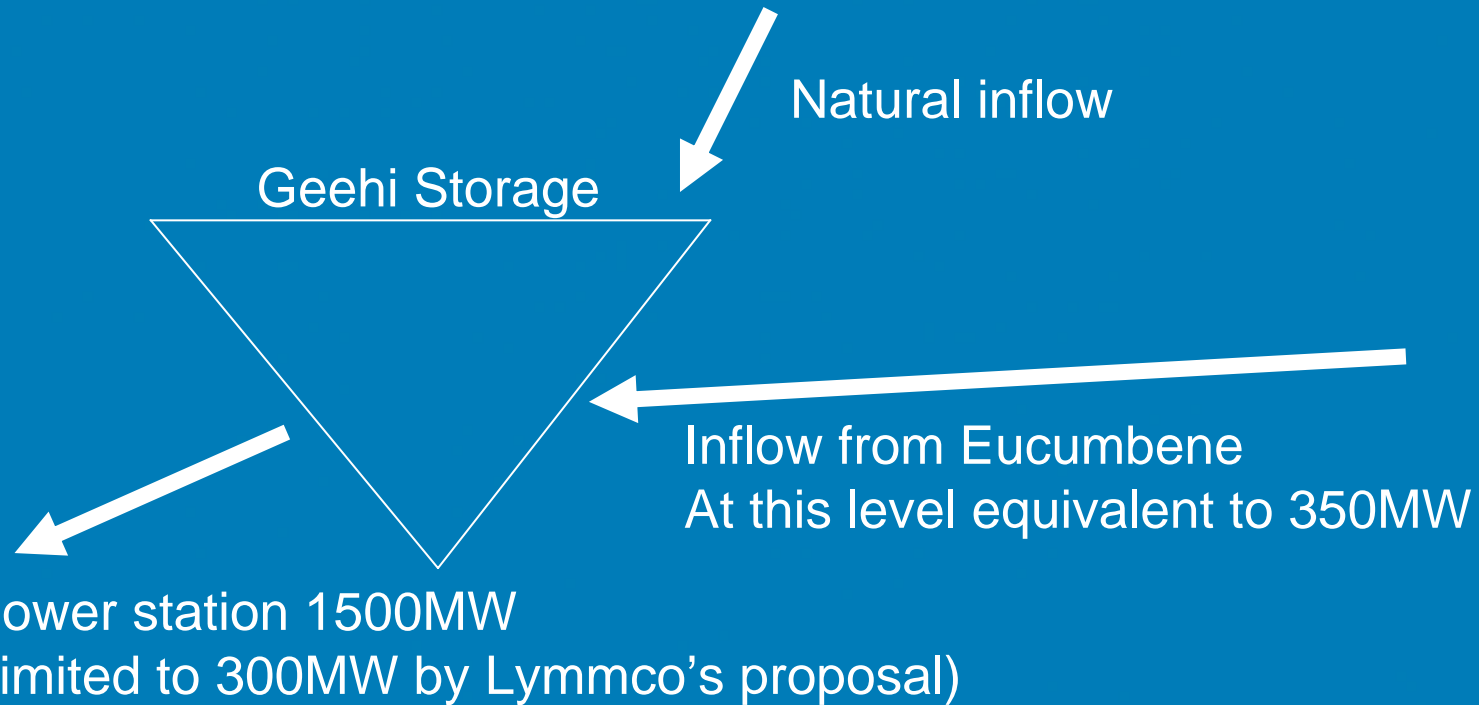 Natural inflow
Geehi Storage
Inflow from Eucumbene
At this level equivalent to 350MW
ower station 1500MW
imited to 300MW by Lymmco’s proposal)